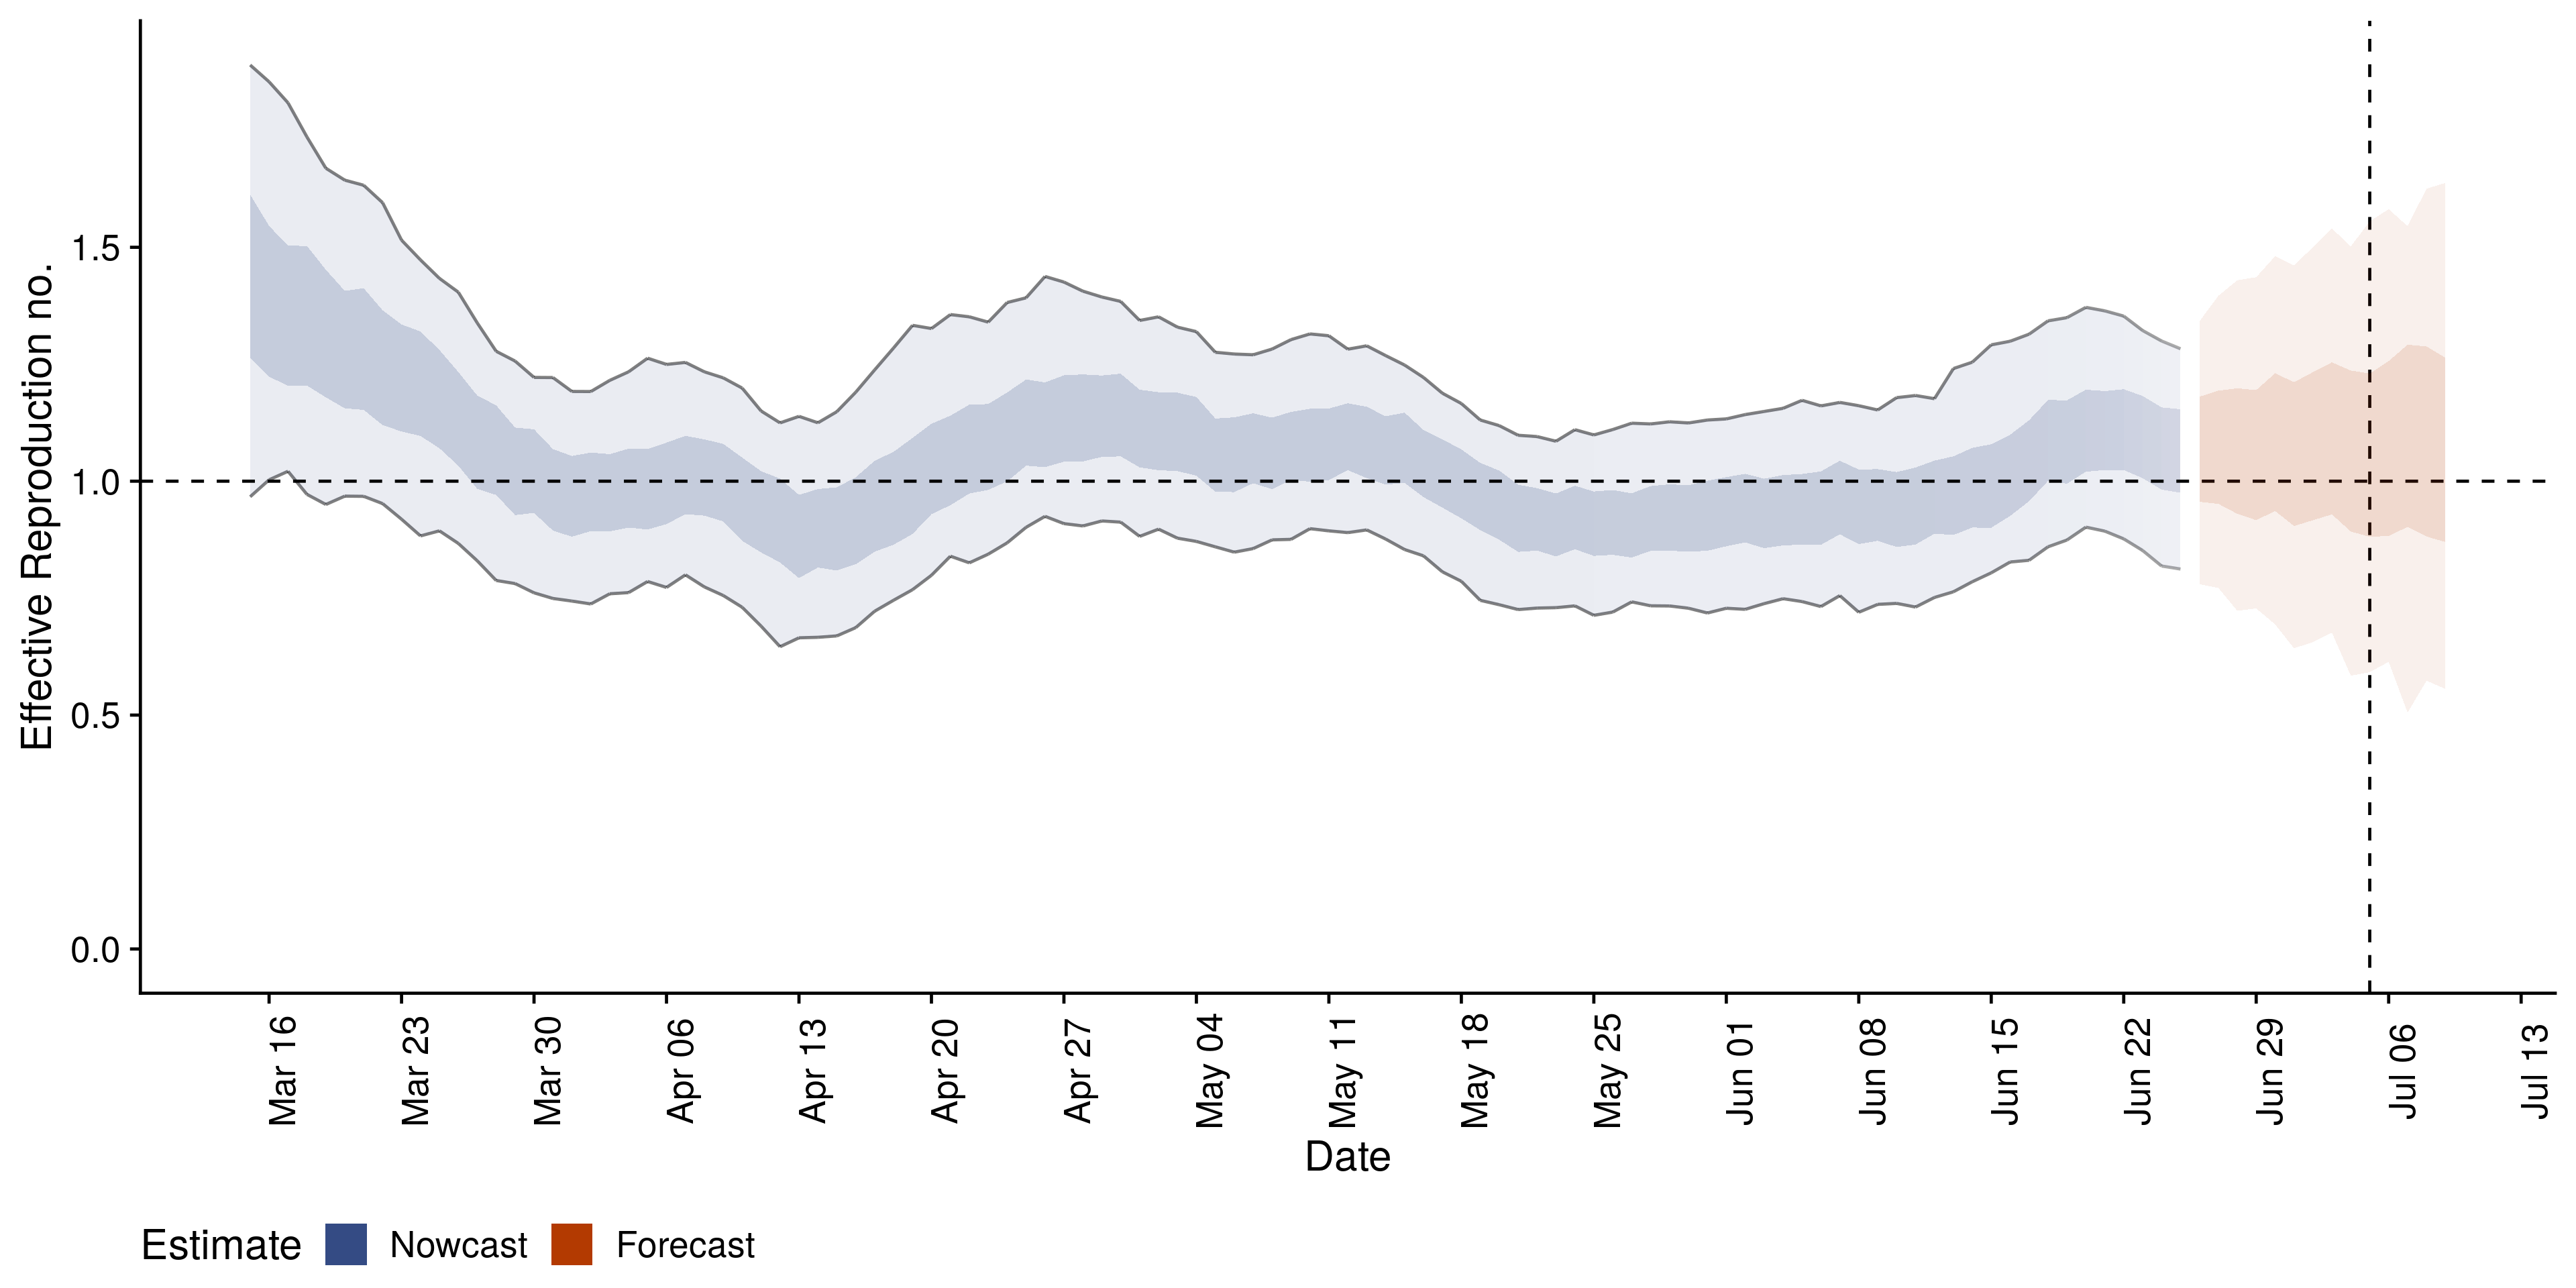 Effective Reproduction no.
1.5
1.0
0.5
0.0
Mar 16
Mar 23
Mar 30
Apr 06
Apr 13
Apr 20
Apr 27
May 04
May 11
May 18
May 25
Jun 01
Jun 08
Jun 15
Jun 22
Jun 29
Jul 06
Jul 13
Date
Estimate Nowcast Forecast